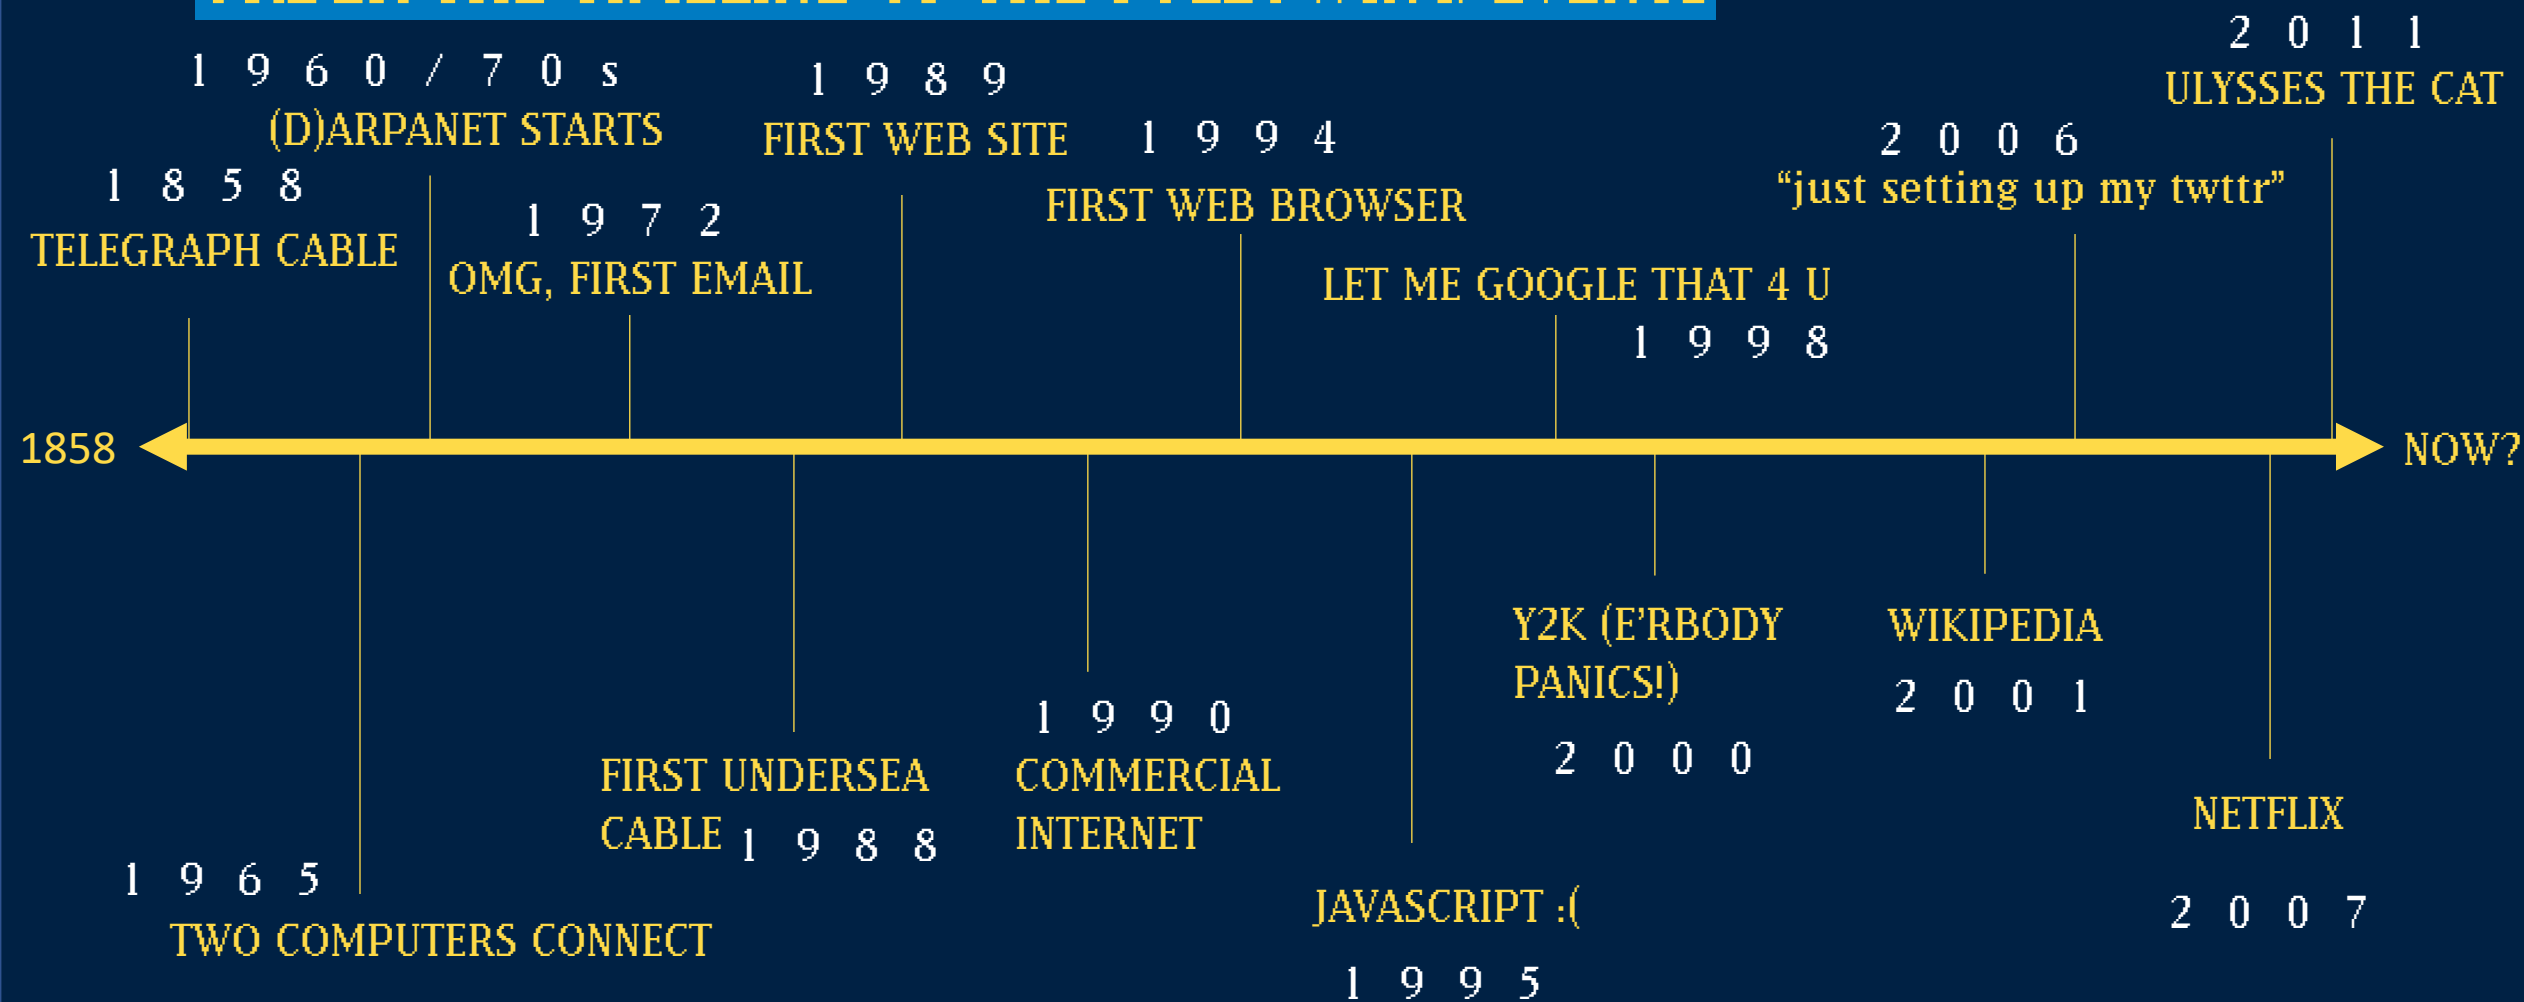 1 9 6 0 / 7 0 s
(D)ARPANET STARTS
1 8 5 8
TELEGRAPH CABLE
1 9 7 2
OMG, FIRST EMAIL
1 9 8 9
FIRST WEB SITE
1 9 9 4
FIRST WEB BROWSER
LET ME GOOGLE THAT 4 U
1 9 9 8
2 0 0 6
“just setting up my twttr”
2 0 1 1
ULYSSES THE CAT
1858
NOW?
1 9 6 5
TWO COMPUTERS CONNECT
FIRST UNDERSEA
CABLE 1 9 8 8
1 9 9 0
COMMERCIAL
INTERNET
JAVASCRIPT :(
1 9 9 5
Y2K (E’RBODY
PANICS!)
2 0 0 0
WIKIPEDIA
2 0 0 1
NETFLIX
2 0 0 7